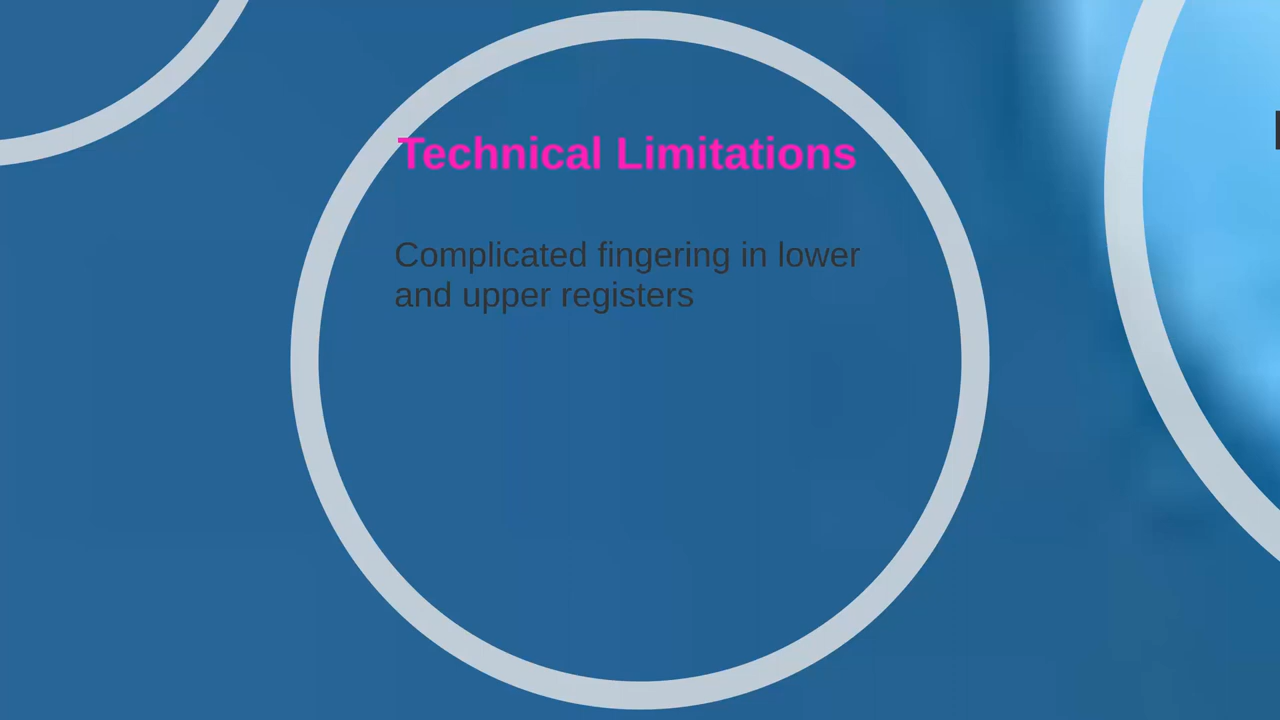 Technical Limitations
Complicated fingering in lower
and upper registers